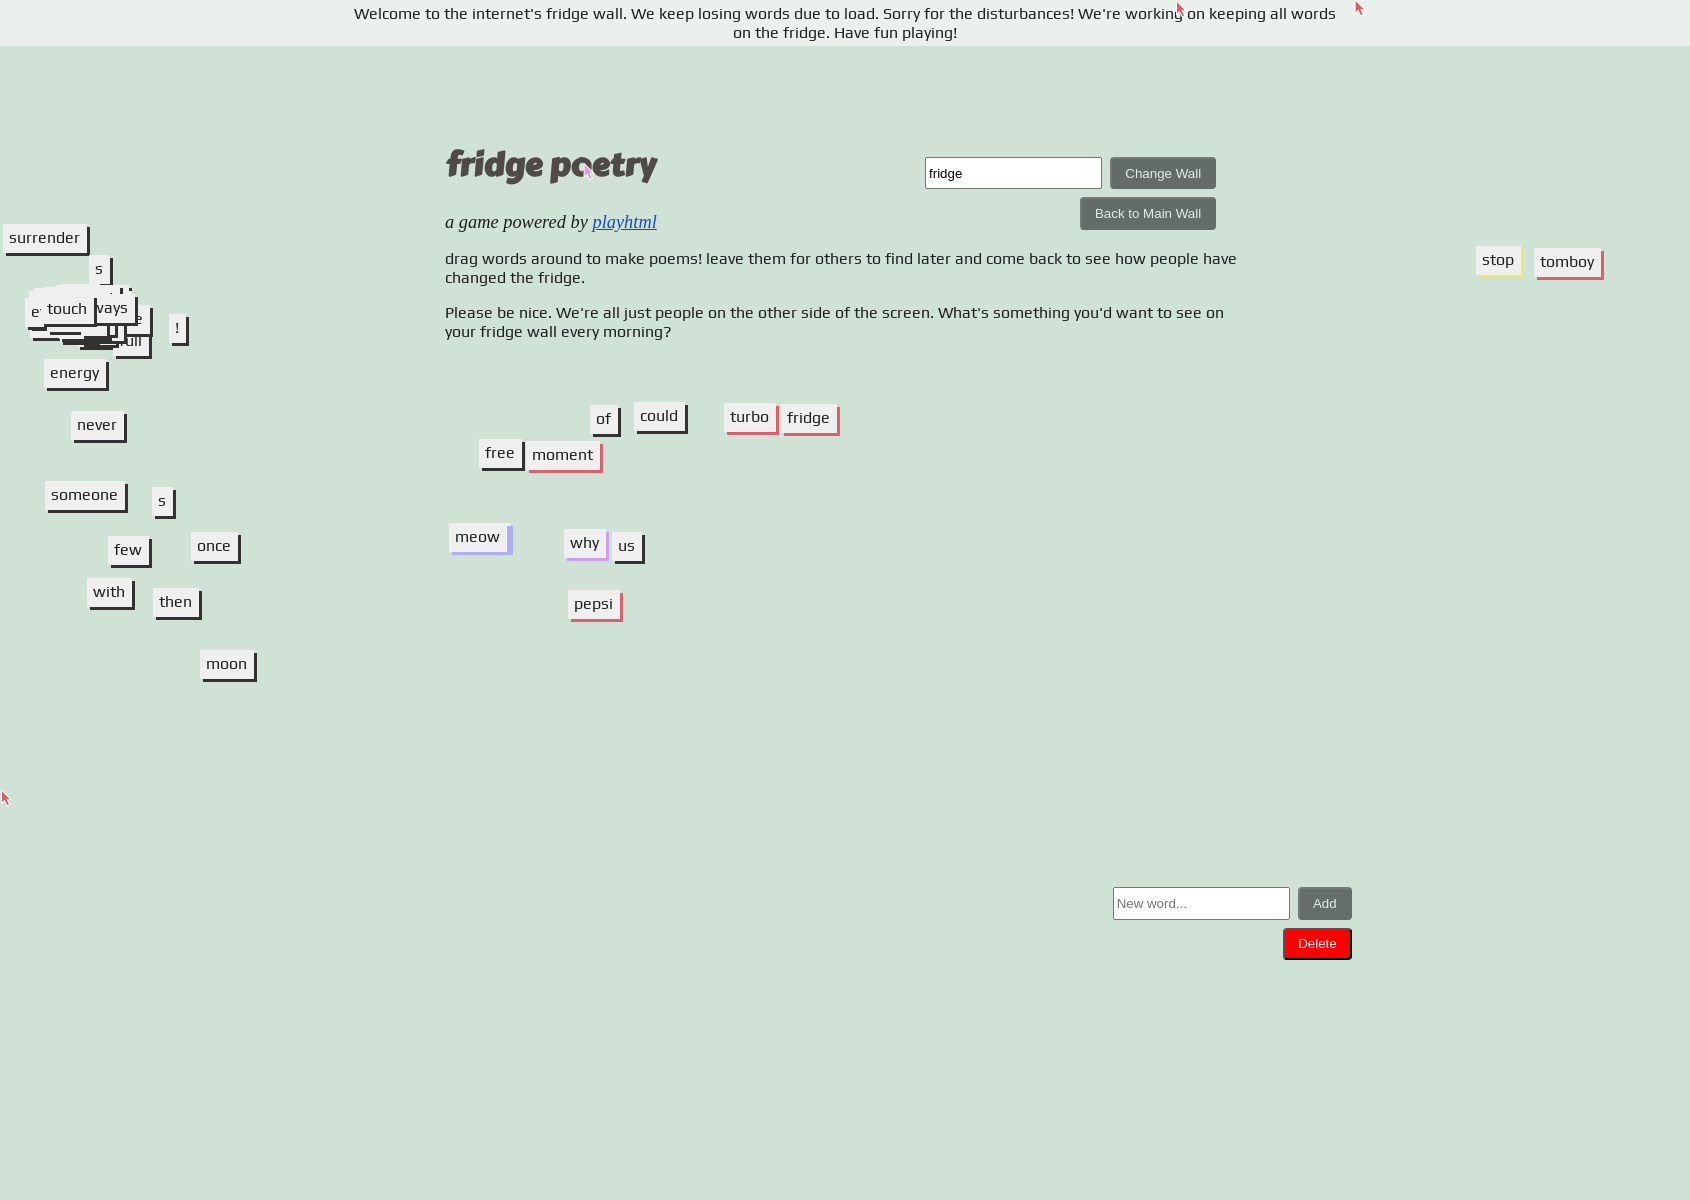 Welcome to the internet's fridge wall. We keep losing words due to load. Sorry for the disturbances! We're working on keeping all words
on the fridge. Have fun playing!
fridge poetry
fridge
Change Wall
Back to Main Wall
a game powered by playhtml
drag words around to make poems! leave them for others to find later and come back to see how people have
changed the fridge.
Please be nice. We're all just people on the other side of the screen. What's something you'd want to see on
your fridge wall every morning?
surrender
s
touch
!
energy
never
someone
s
few
once
with
then
moon
of
could
turbo
fridge
free
moment
meow
why
us
pepsi
stop
tomboy
New word...
Add
Delete